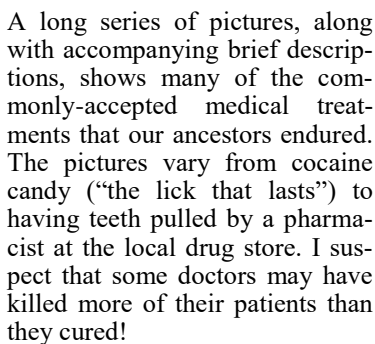 A long series of pictures, along
with accompanying brief descrip-
tions, shows many of the com-
monly-accepted medical treat-
ments that our ancestors endured.
The pictures vary from cocaine
candy (“the lick that lasts”) to
having teeth pulled by a pharma-
cist at the local drug store. I sus-
pect that some doctors may have
killed more of their patients than
they cured!